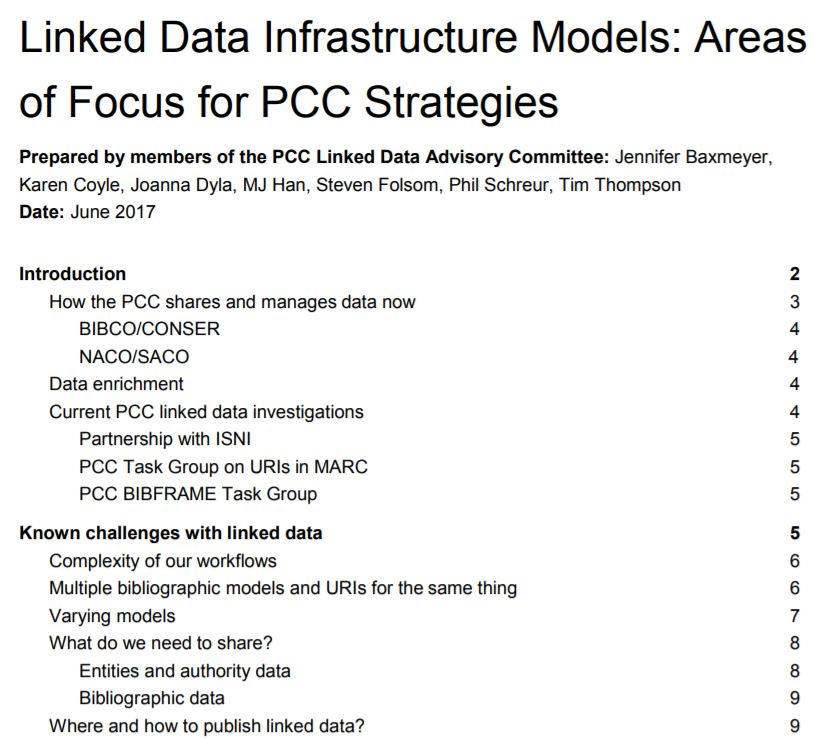 Linked Data Infrastructure Models: Areas
of Focus for PCC Strategies
Prepared by members of the PCC Linked Data Advisory Committee: Jennifer Baxmeyer,
Karen Coyle, Joanna Dyla, MJ Han, Steven Folsom, Phil Schreur, Tim Thompson
Date: June 2017
Introduction 2
How the PCC shares and manages data now 3
BIBCO/CONSER 4
NACO/SACO 4
Data enrichment 4
Current PCC linked data investigations 4
Partnership with ISNI 5
PCC Task Group on URIs in MARC 5
PCC BIBFRAME Task Group 5
Known challenges with linked data 5
Complexity of our workflows 6
Multiple bibliographic models and URIs for the same thing 6
Varying models 7
What do we need to share? 8
Entities and authority data 8
Bibliographic data 9
Where and how to publish linked data? 9